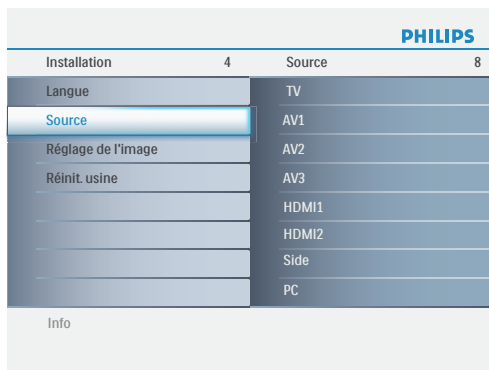 PHILIPS
Installation 4 Source 8
Langue TV
Source AV1
Réglage de l'image AV2
Réinit. usine AV3
HDMI1
HDMI2
Side
PC
Info